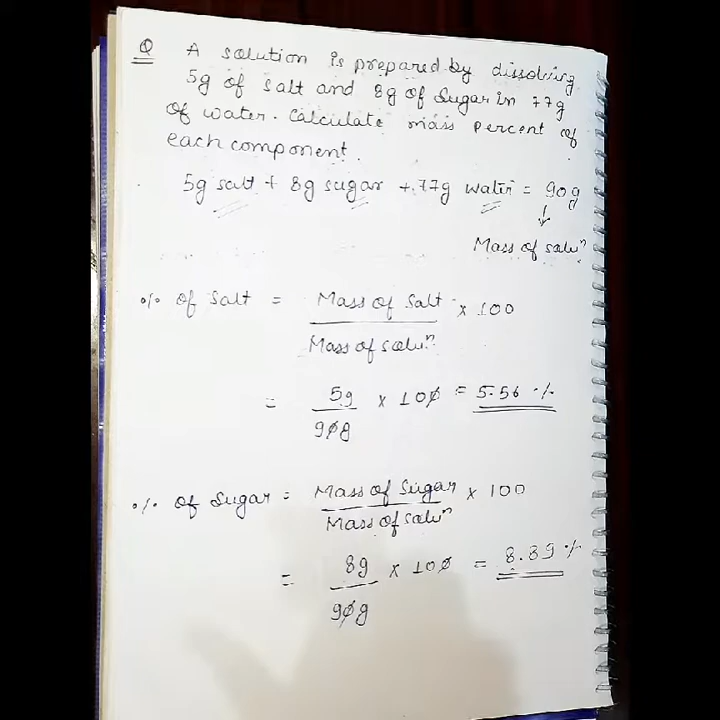 Q A solution is prepared by dissolving
5g of salt and 8g of Sugar in 77g
of water. Calculate mass percent of
each component.
5g salt + 8g sugar + 77g water = 90g
↓
Mass of soluⁿ
% of Salt = Mass of Salt / Mass of soluⁿ × 100
= 5g / 90g × 100 = 5.56 %
% of Sugar = Mass of Sugar / Mass of soluⁿ × 100
= 8g / 90g × 100 = 8.89 %